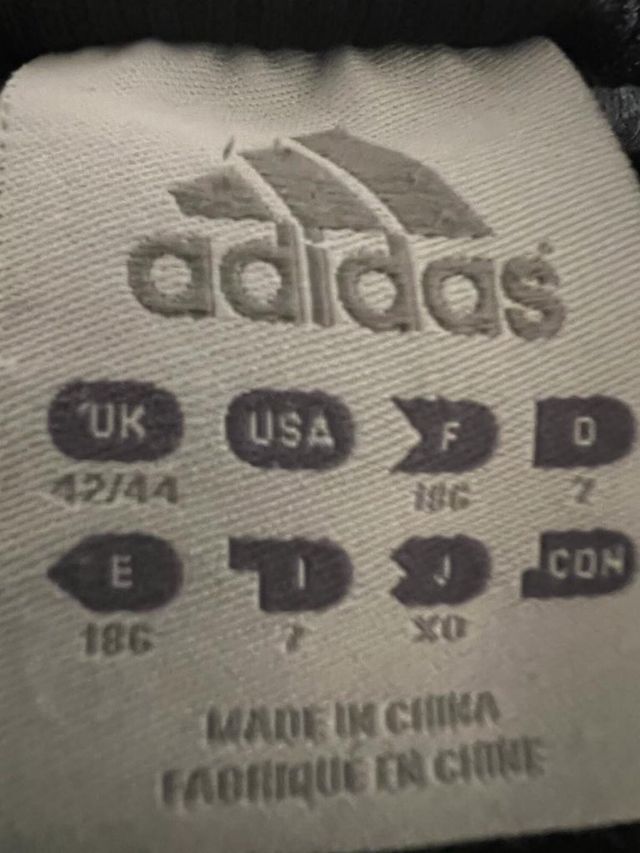 adidas®
UK USA F D
42/44 186 7
E I J CDN
186 7 XO
MADE IN CHINA
FABRIQUÉ EN CHINE